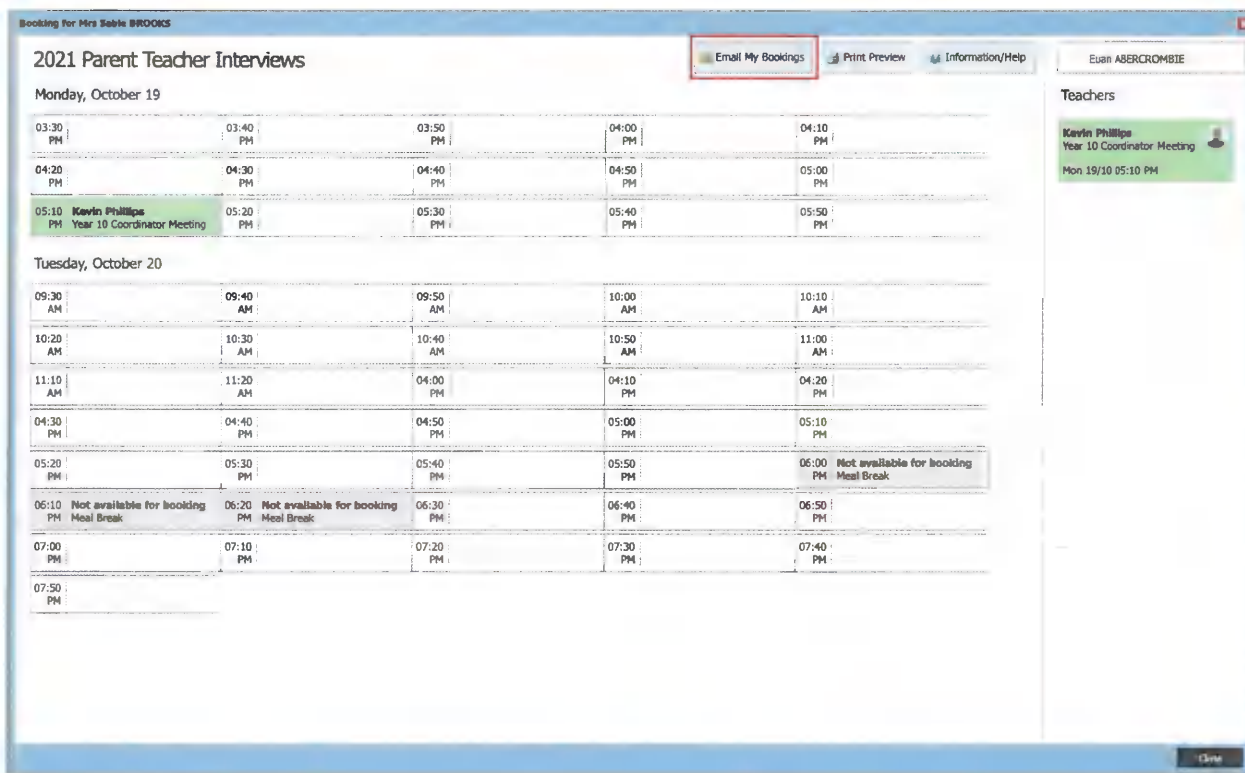 Booking for Mrs Sable BROOKS
2021 Parent Teacher Interviews
Email My Bookings
Print Preview
Information/Help
Euan ABERCROMBIE
Monday, October 19
03:30 PM
03:40 PM
03:50 PM
04:00 PM
04:10 PM
04:20 PM
04:30 PM
04:40 PM
04:50 PM
05:00 PM
05:10 PM Kevin Phillips
Year 10 Coordinator Meeting
05:20 PM
05:30 PM
05:40 PM
05:50 PM
Tuesday, October 20
09:30 AM
09:40 AM
09:50 AM
10:00 AM
10:10 AM
10:20 AM
10:30 AM
10:40 AM
10:50 AM
11:00 AM
11:10 AM
11:20 AM
04:00 PM
04:10 PM
04:20 PM
04:30 PM
04:40 PM
04:50 PM
05:00 PM
05:10 PM
05:20 PM
05:30 PM
05:40 PM
05:50 PM
06:00 PM Not available for booking
Meal Break
06:10 PM Not available for booking
Meal Break
06:20 PM Not available for booking
Meal Break
06:30 PM
06:40 PM
06:50 PM
07:00 PM
07:10 PM
07:20 PM
07:30 PM
07:40 PM
07:50 PM
Teachers
Kevin Phillips
Year 10 Coordinator Meeting
Mon 19/10 05:10 PM
Close